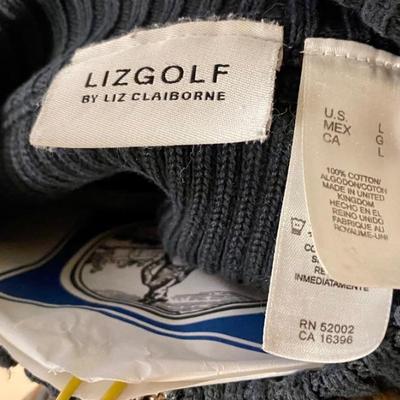 LIZGOLF
BY LIZ CLAIBORNE
U.S. L
MEX G
CA L
100% COTTON/
ALGODON/COTON
MADE IN UNITED
KINGDOM
HECHO EN EL
REINO UNIDO
FABRIQUE AU
ROYAUME-UNI
INMEDIATAMENTE
RN 52002
CA 16396